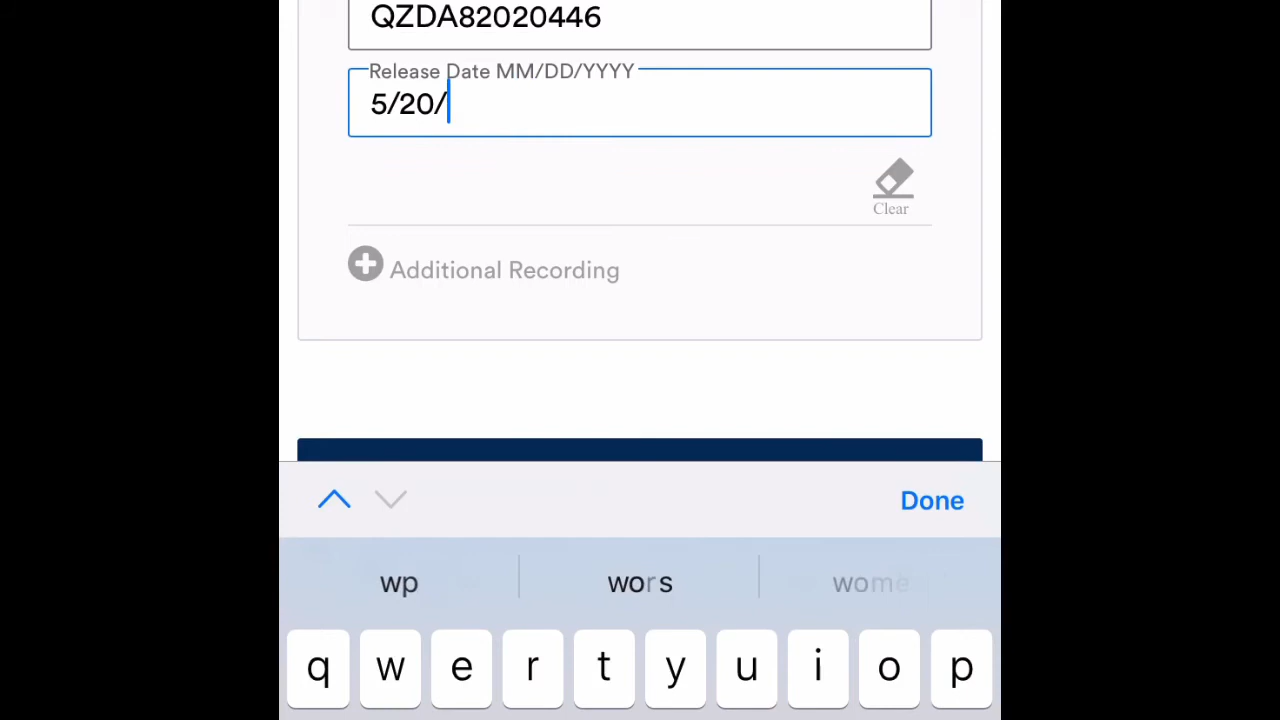 QZDA82020446
Release Date MM/DD/YYYY
5/20/
Clear
Additional Recording
Done
wp wors wome
q w e r t y u i o p